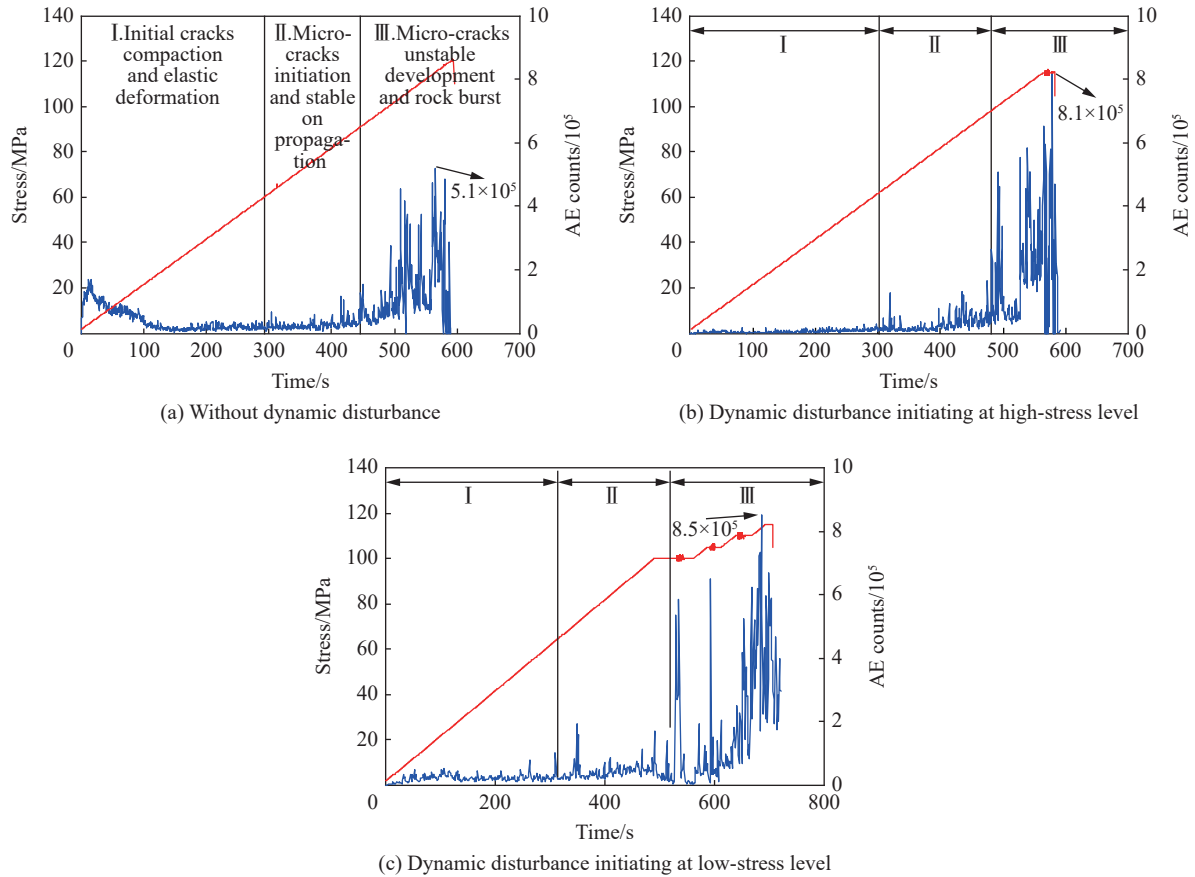 140
120
100
80
60
40
20
Stress/MPa
Ⅰ.Initial cracks
compaction
and elastic
deformation
Ⅱ.Micro-
cracks
initiation
and stable
on
propaga-
tion
Ⅲ.Micro-cracks
unstable
development
and rock burst
5.1×10⁵
10
8
6
4
2
0
AE counts/10⁵
0 100 200 300 400 500 600 700
Time/s
(a) Without dynamic disturbance
140
120
100
80
60
40
20
Stress/MPa
Ⅰ Ⅱ Ⅲ
8.1×10⁵
10
8
6
4
2
0
AE counts/10⁵
0 100 200 300 400 500 600 700
Time/s
(b) Dynamic disturbance initiating at high-stress level
140
120
100
80
60
40
20
Stress/MPa
Ⅰ Ⅱ Ⅲ
8.5×10⁵
10
8
6
4
2
0
AE counts/10⁵
0 200 400 600 800
Time/s
(c) Dynamic disturbance initiating at low-stress level